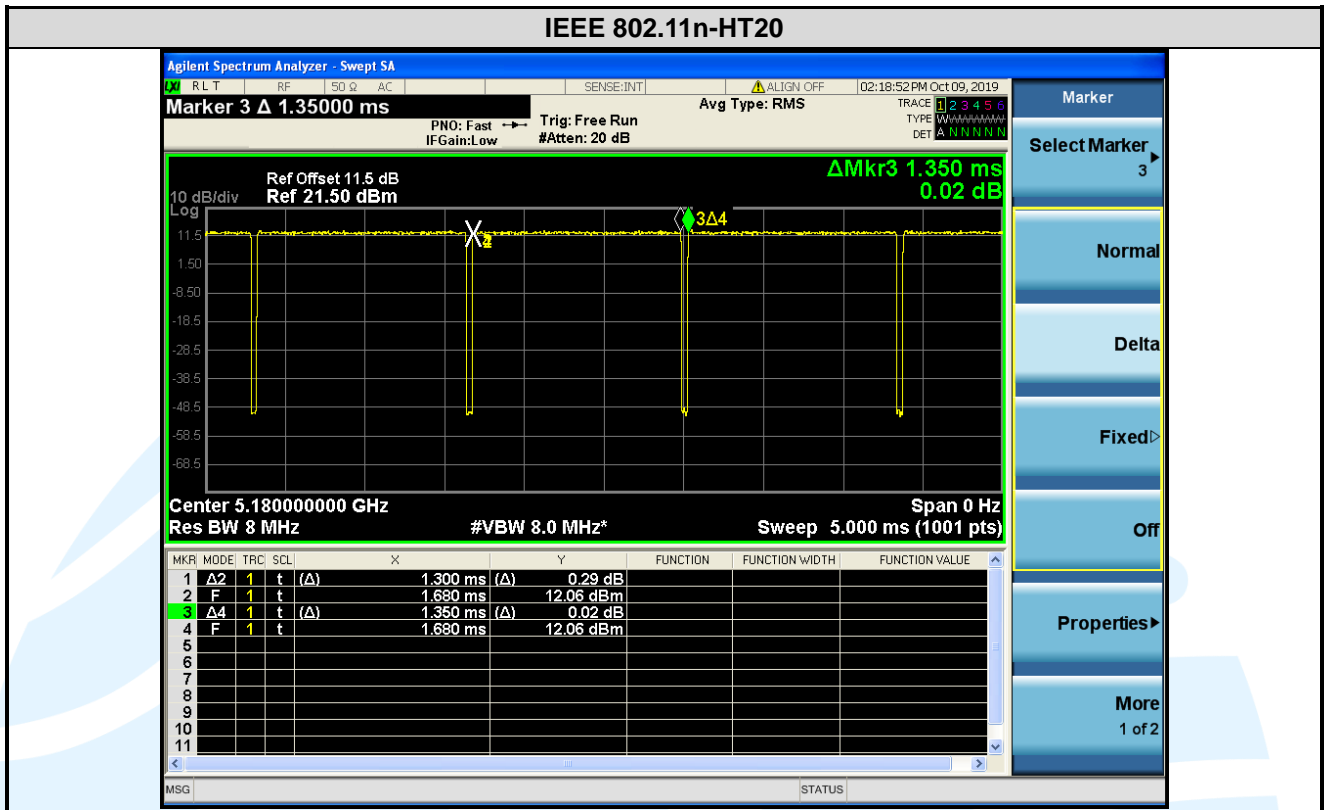 IEEE 802.11n-HT20
Agilent Spectrum Analyzer - Swept SA
LXI R L T RF 50 Ω AC SENSE:INT ALIGN OFF 02:18:52 PM Oct 09, 2019
Marker 3 Δ 1.35000 ms
PNO: Fast
IFGain:Low
Trig: Free Run
#Atten: 20 dB
Avg Type: RMS
TRACE 1 2 3 4 5 6
TYPE WWWWWWW
DET A N N N N N
ΔMkr3 1.350 ms
0.02 dB
Ref Offset 11.5 dB
10 dB/div Ref 21.50 dBm
Log
11.5
1.50
-8.50
-18.5
-28.5
-38.5
-48.5
-58.5
-68.5
3Δ4
Center 5.180000000 GHz Span 0 Hz
Res BW 8 MHz #VBW 8.0 MHz* Sweep 5.000 ms (1001 pts)
MKR MODE TRC SCL X Y FUNCTION FUNCTION WIDTH FUNCTION VALUE
1 Δ2 1 t (Δ) 1.300 ms (Δ) 0.29 dB
2 F 1 t 1.680 ms 12.06 dBm
3 Δ4 1 t (Δ) 1.350 ms (Δ) 0.02 dB
4 F 1 t 1.680 ms 12.06 dBm
5
6
7
8
9
10
11
MSG STATUS
Marker
Select Marker
3
Normal
Delta
Fixed
Off
Properties
More
1 of 2